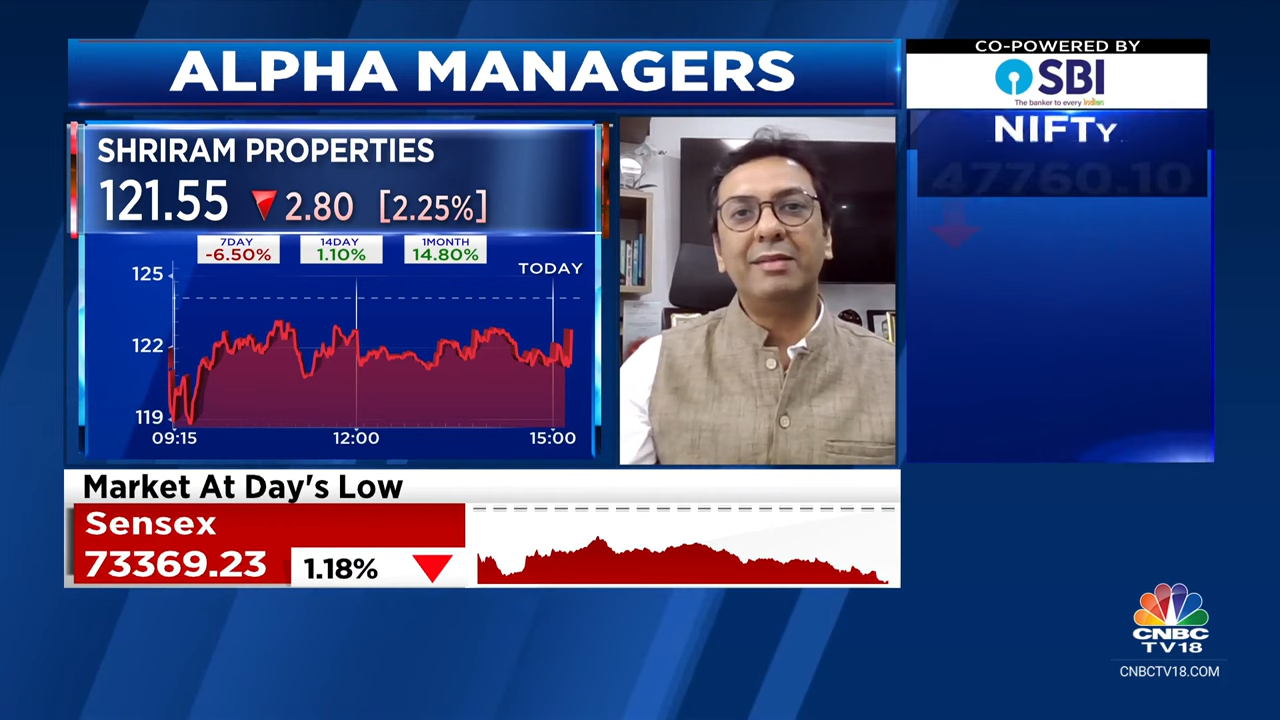 ALPHA MANAGERS
CO-POWERED BY
SBI
The banker to every Indian
SHRIRAM PROPERTIES
121.55 ▼ 2.80 [2.25%]
7DAY
-6.50%
14DAY
1.10%
1MONTH
14.80%
TODAY
125
122
119
09:15
12:00
15:00
NIFTY
47760.10
Market At Day's Low
Sensex
73369.23
1.18%
CNBC
TV18
CNBCTV18.COM